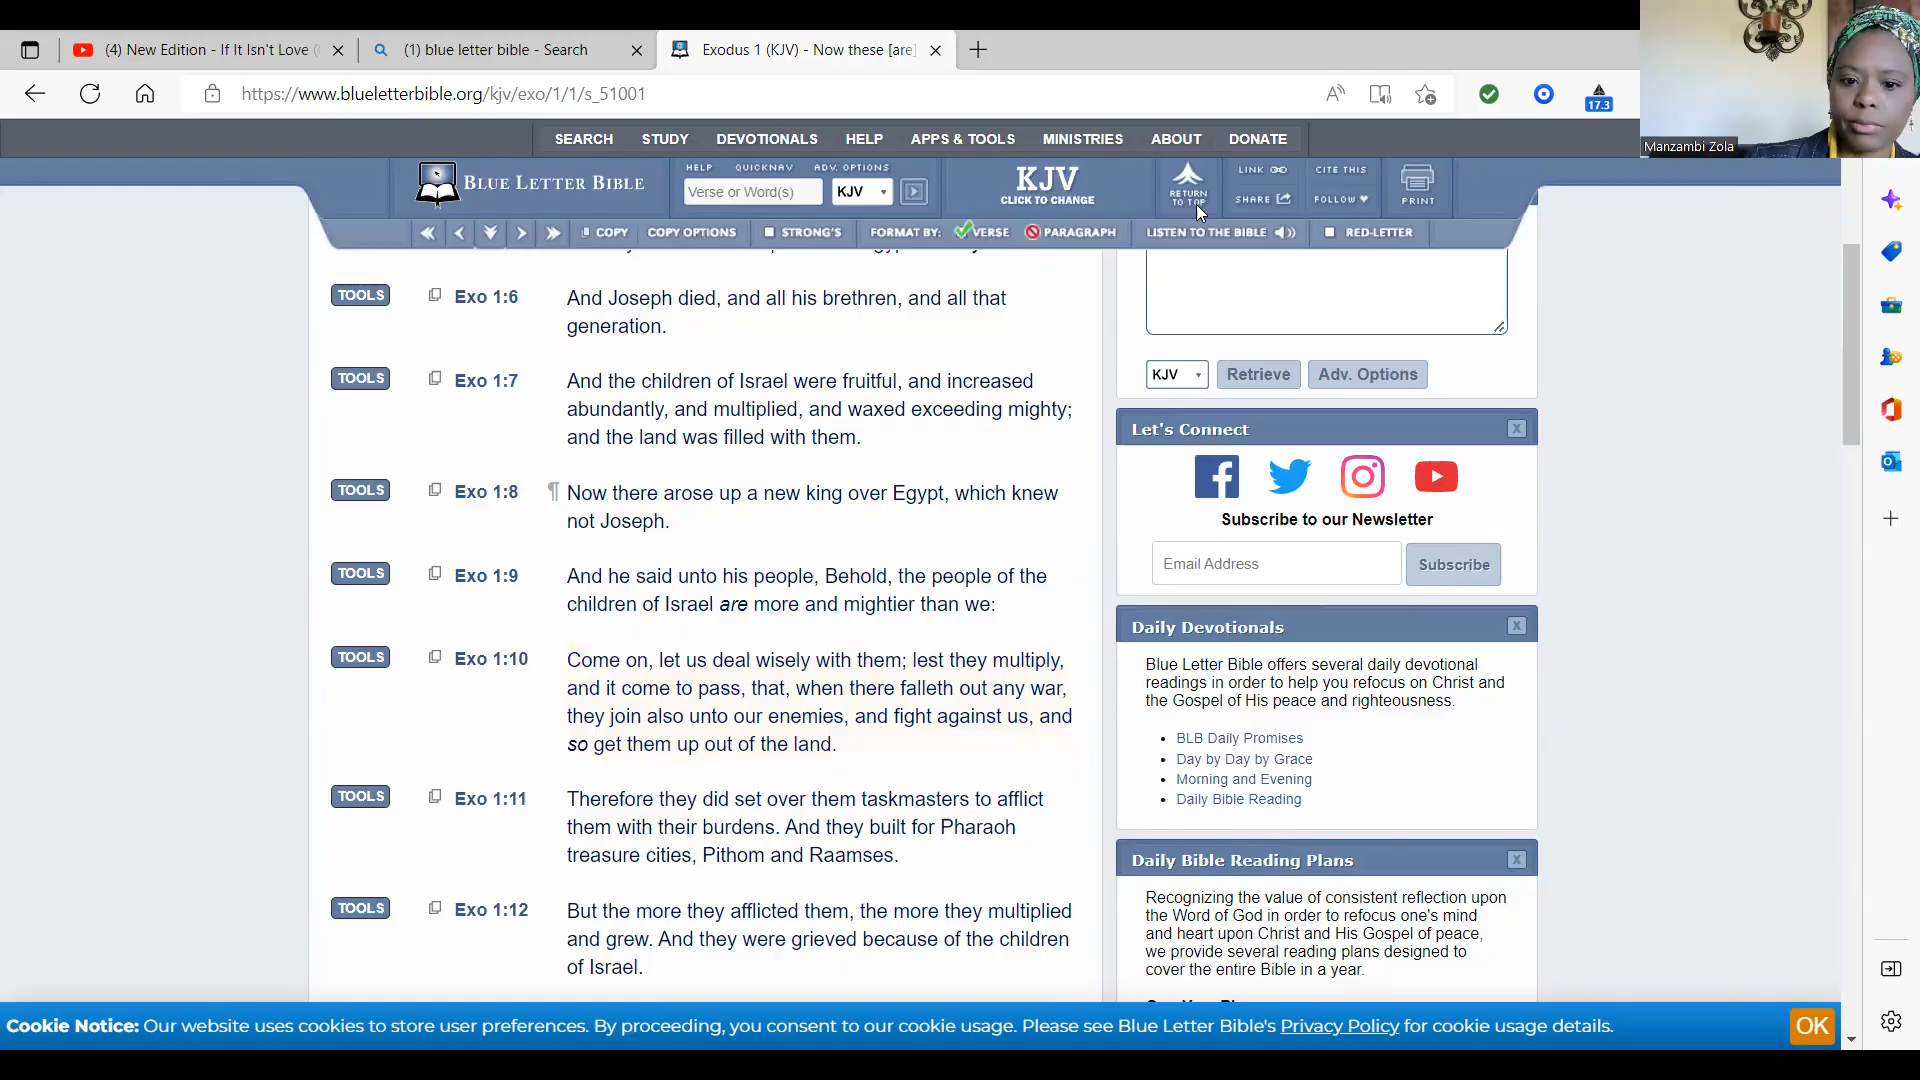 (4) New Edition - If It Isn't Love (
(1) blue letter bible - Search
Exodus 1 (KJV) - Now these [are]
https://www.blueletterbible.org/kjv/exo/1/1/s_51001
17.3
Manzambi Zola
SEARCH STUDY DEVOTIONALS HELP APPS & TOOLS MINISTRIES ABOUT DONATE
BLUE LETTER BIBLE
HELP QUICKNAV ADV. OPTIONS
Verse or Word(s) KJV
KJV
CLICK TO CHANGE
RETURN
TO TOP
LINK CITE THIS
SHARE FOLLOW
PRINT
COPY COPY OPTIONS STRONG'S FORMAT BY: VERSE PARAGRAPH LISTEN TO THE BIBLE RED-LETTER
TOOLS Exo 1:6 And Joseph died, and all his brethren, and all that
generation.
TOOLS Exo 1:7 And the children of Israel were fruitful, and increased
abundantly, and multiplied, and waxed exceeding mighty;
and the land was filled with them.
TOOLS Exo 1:8 ¶ Now there arose up a new king over Egypt, which knew
not Joseph.
TOOLS Exo 1:9 And he said unto his people, Behold, the people of the
children of Israel are more and mightier than we:
TOOLS Exo 1:10 Come on, let us deal wisely with them; lest they multiply,
and it come to pass, that, when there falleth out any war,
they join also unto our enemies, and fight against us, and
so get them up out of the land.
TOOLS Exo 1:11 Therefore they did set over them taskmasters to afflict
them with their burdens. And they built for Pharaoh
treasure cities, Pithom and Raamses.
TOOLS Exo 1:12 But the more they afflicted them, the more they multiplied
and grew. And they were grieved because of the children
of Israel.
KJV Retrieve Adv. Options
Let's Connect X
Subscribe to our Newsletter
Email Address Subscribe
Daily Devotionals X
Blue Letter Bible offers several daily devotional
readings in order to help you refocus on Christ and
the Gospel of His peace and righteousness.
• BLB Daily Promises
• Day by Day by Grace
• Morning and Evening
• Daily Bible Reading
Daily Bible Reading Plans X
Recognizing the value of consistent reflection upon
the Word of God in order to refocus one's mind
and heart upon Christ and His Gospel of peace,
we provide several reading plans designed to
cover the entire Bible in a year.
Cookie Notice: Our website uses cookies to store user preferences. By proceeding, you consent to our cookie usage. Please see Blue Letter Bible's Privacy Policy for cookie usage details.
OK